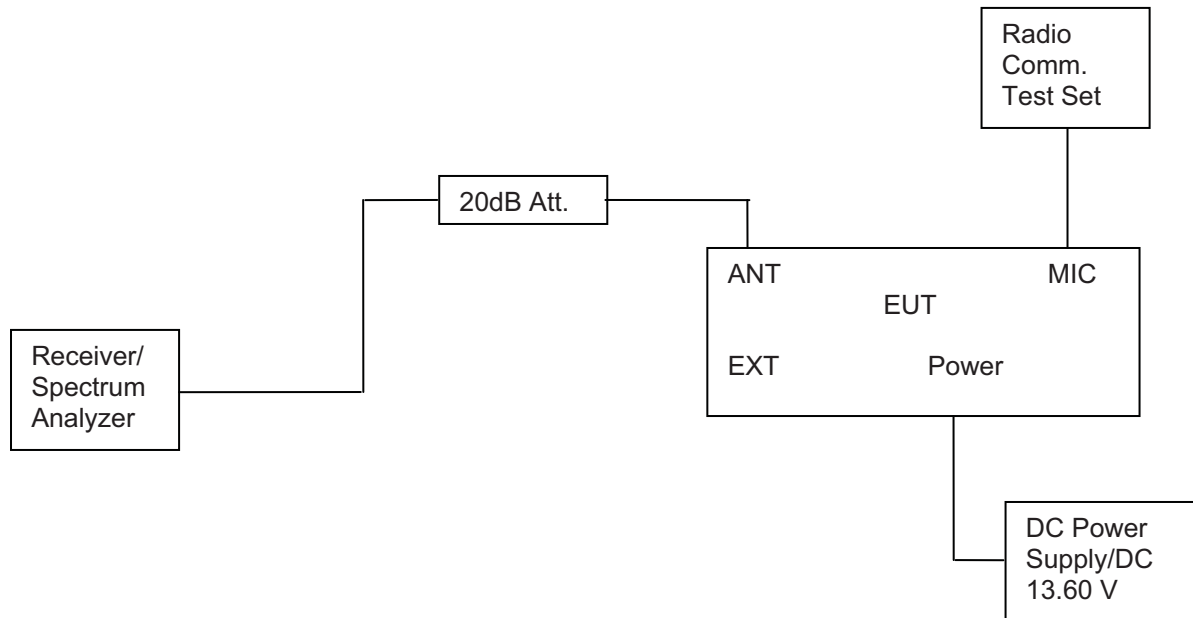 Radio
Comm.
Test Set
20dB Att.
ANT
MIC
EUT
Receiver/
Spectrum
Analyzer
EXT
Power
DC Power
Supply/DC
13.60 V